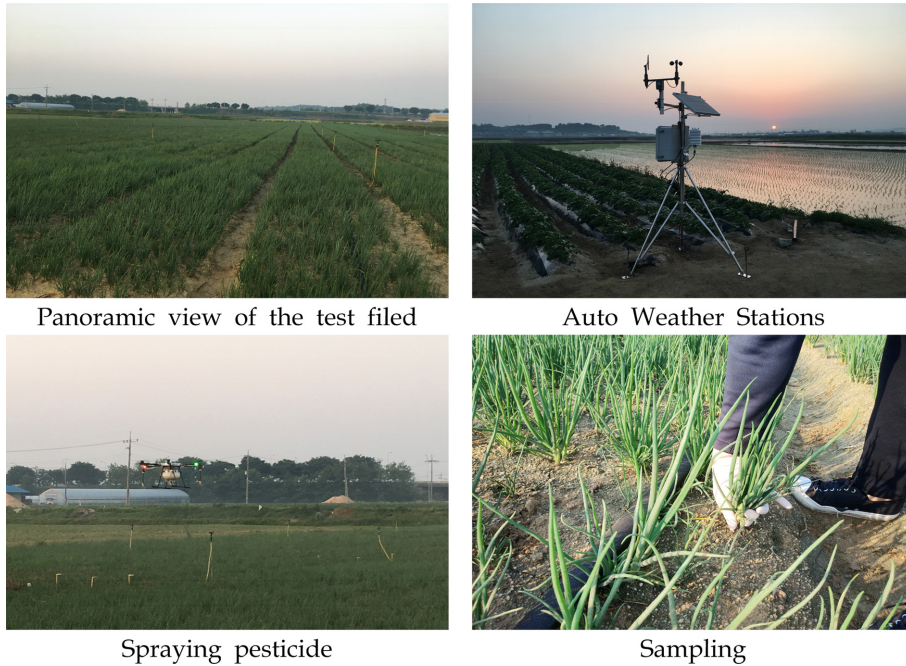 Panoramic view of the test filed
Auto Weather Stations
Spraying pesticide
Sampling